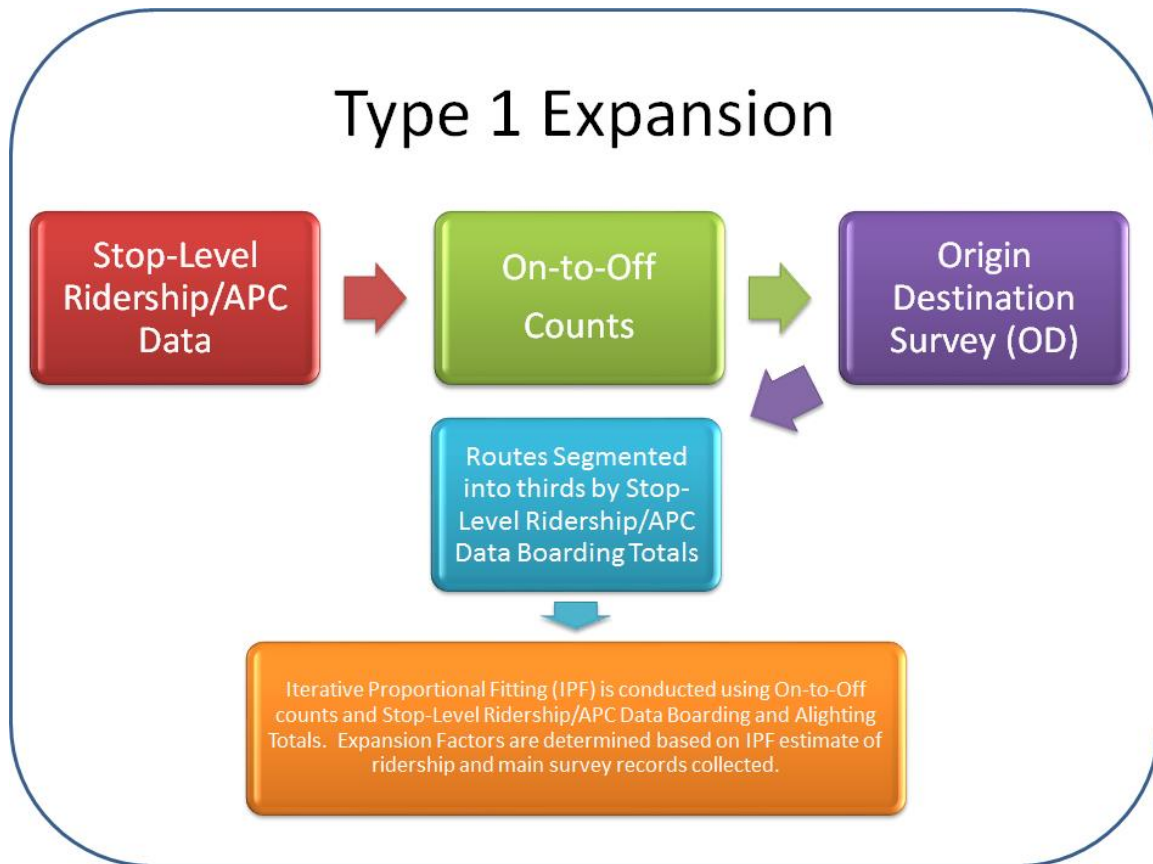 Type 1 Expansion
Stop-Level
Ridership/APC
Data
On-to-Off
Counts
Origin
Destination
Survey (OD)
Routes Segmented
into thirds by Stop-
Level Ridership/APC
Data Boarding Totals
Iterative Proportional Fitting (IPF) is conducted using On-to-Off
counts and Stop-Level Ridership/APC Data Boarding and Alighting
Totals.  Expansion Factors are determined based on IPF estimate of
ridership and main survey records collected.